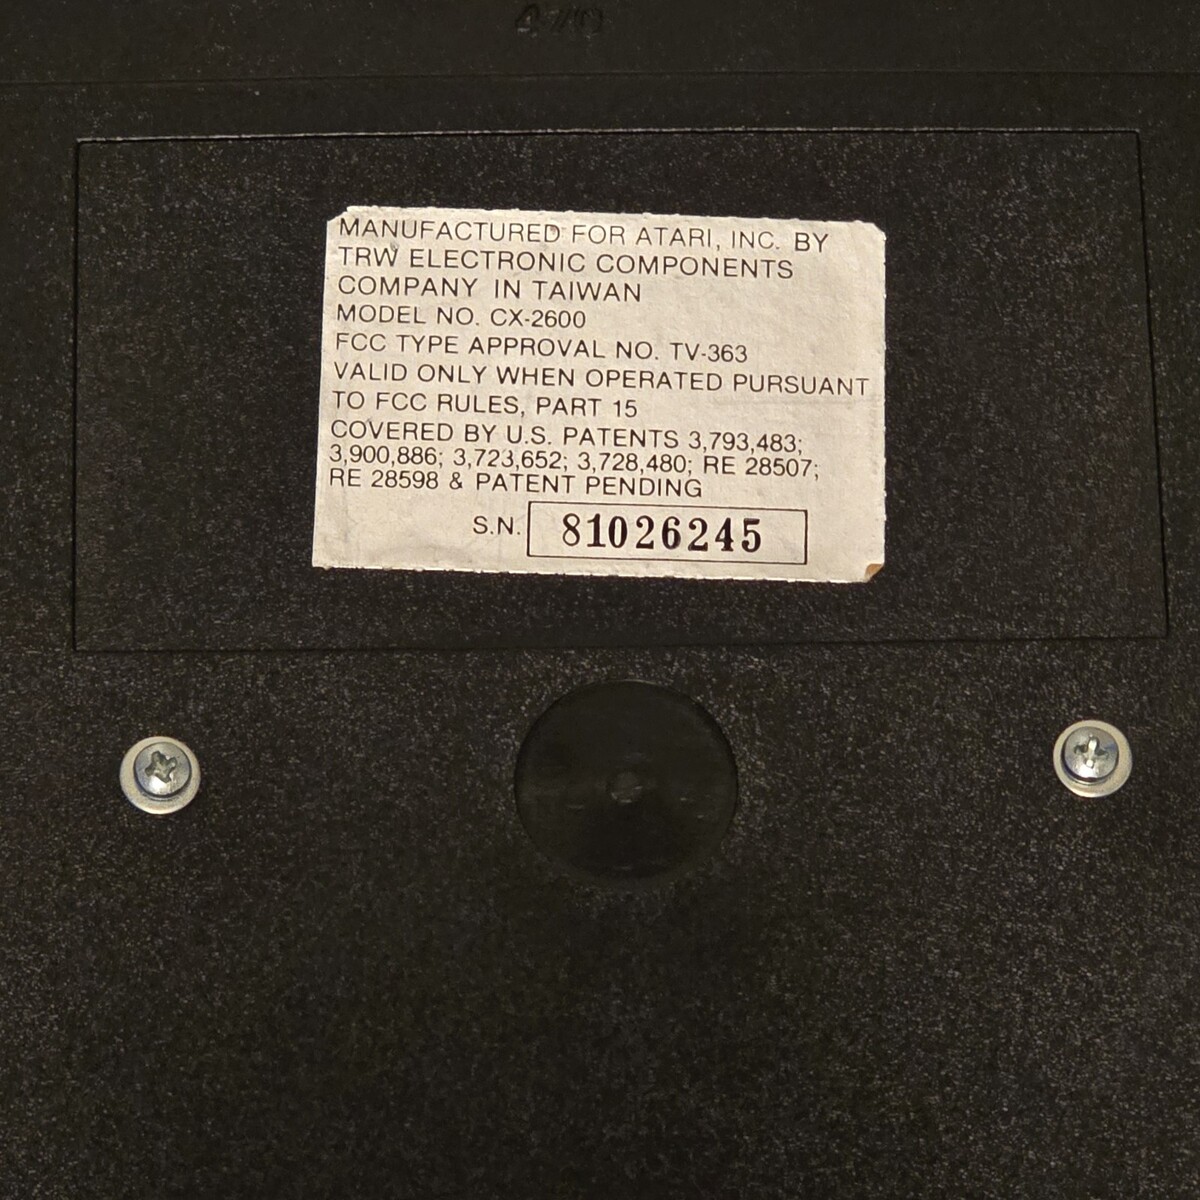 MANUFACTURED FOR ATARI, INC. BY
TRW ELECTRONIC COMPONENTS
COMPANY IN TAIWAN
MODEL NO. CX-2600
FCC TYPE APPROVAL NO. TV-363
VALID ONLY WHEN OPERATED PURSUANT
TO FCC RULES, PART 15
COVERED BY U.S. PATENTS 3,793,483;
3,900,886; 3,723,652; 3,728,480; RE 28507;
RE 28598 & PATENT PENDING
S.N. 81026245